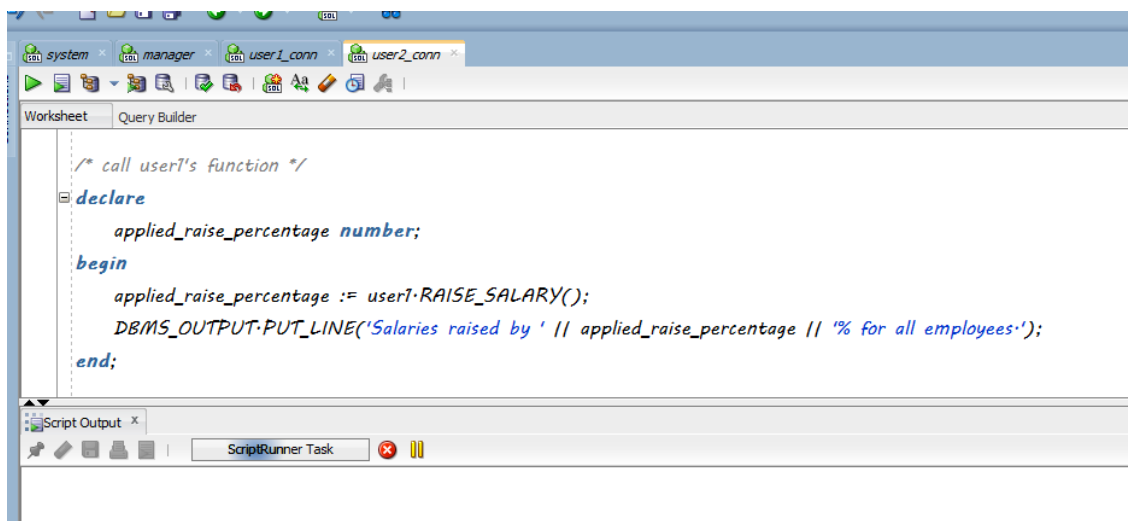 system manager user1_conn user2_conn
Worksheet Query Builder
/* call user1's function */
declare
applied_raise_percentage number;
begin
applied_raise_percentage := user1.RAISE_SALARY();
DBMS_OUTPUT.PUT_LINE('Salaries raised by ' || applied_raise_percentage || '% for all employees.');
end;
Script Output x
ScriptRunner Task